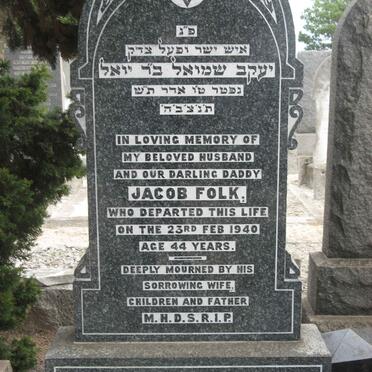 פ"נ
איש ישר ופעל צדק
יעקב שמואל ב"ר יואל
נפטר ט"ו אדר ת"ש
ת'נ'צ'ב'ה'
IN LOVING MEMORY OF
MY BELOVED HUSBAND
AND OUR DARLING DADDY
JACOB FOLK,
WHO DEPARTED THIS LIFE
ON THE 23RD FEB 1940
AGE 44 YEARS.
DEEPLY MOURNED BY HIS
SORROWING WIFE,
CHILDREN AND FATHER
M.H.D.S.R.I.P.